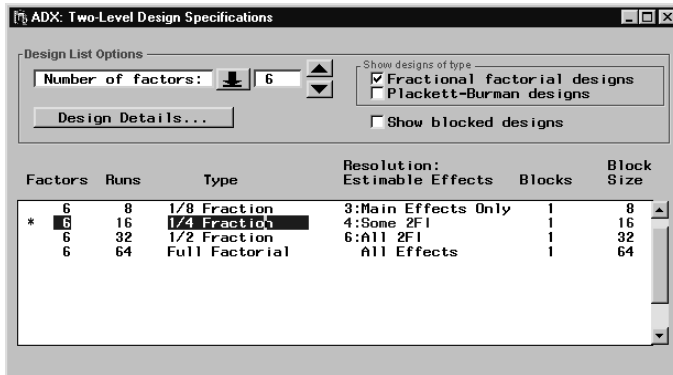 ADX: Two-Level Design Specifications
Design List Options
Number of factors: 6
Design Details...
Show designs of type
Fractional factorial designs
Plackett-Burman designs
Show blocked designs
Factors Runs Type Resolution: Estimable Effects Blocks Block Size
6 8 1/8 Fraction 3:Main Effects Only 1 8
* 6 16 1/4 Fraction 4:Some 2FI 1 16
6 32 1/2 Fraction 6:All 2FI 1 32
6 64 Full Factorial All Effects 1 64